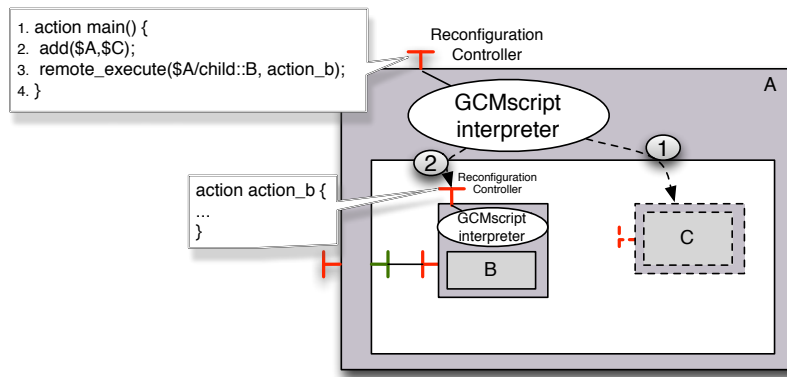 1. action main() {
2. add($A,$C);
3. remote_execute($A/child::B, action_b);
4. }
Reconfiguration
Controller
A
GCMscript
interpreter
1
2
Reconfiguration
Controller
action action_b {
...
}
GCMscript
interpreter
B
C